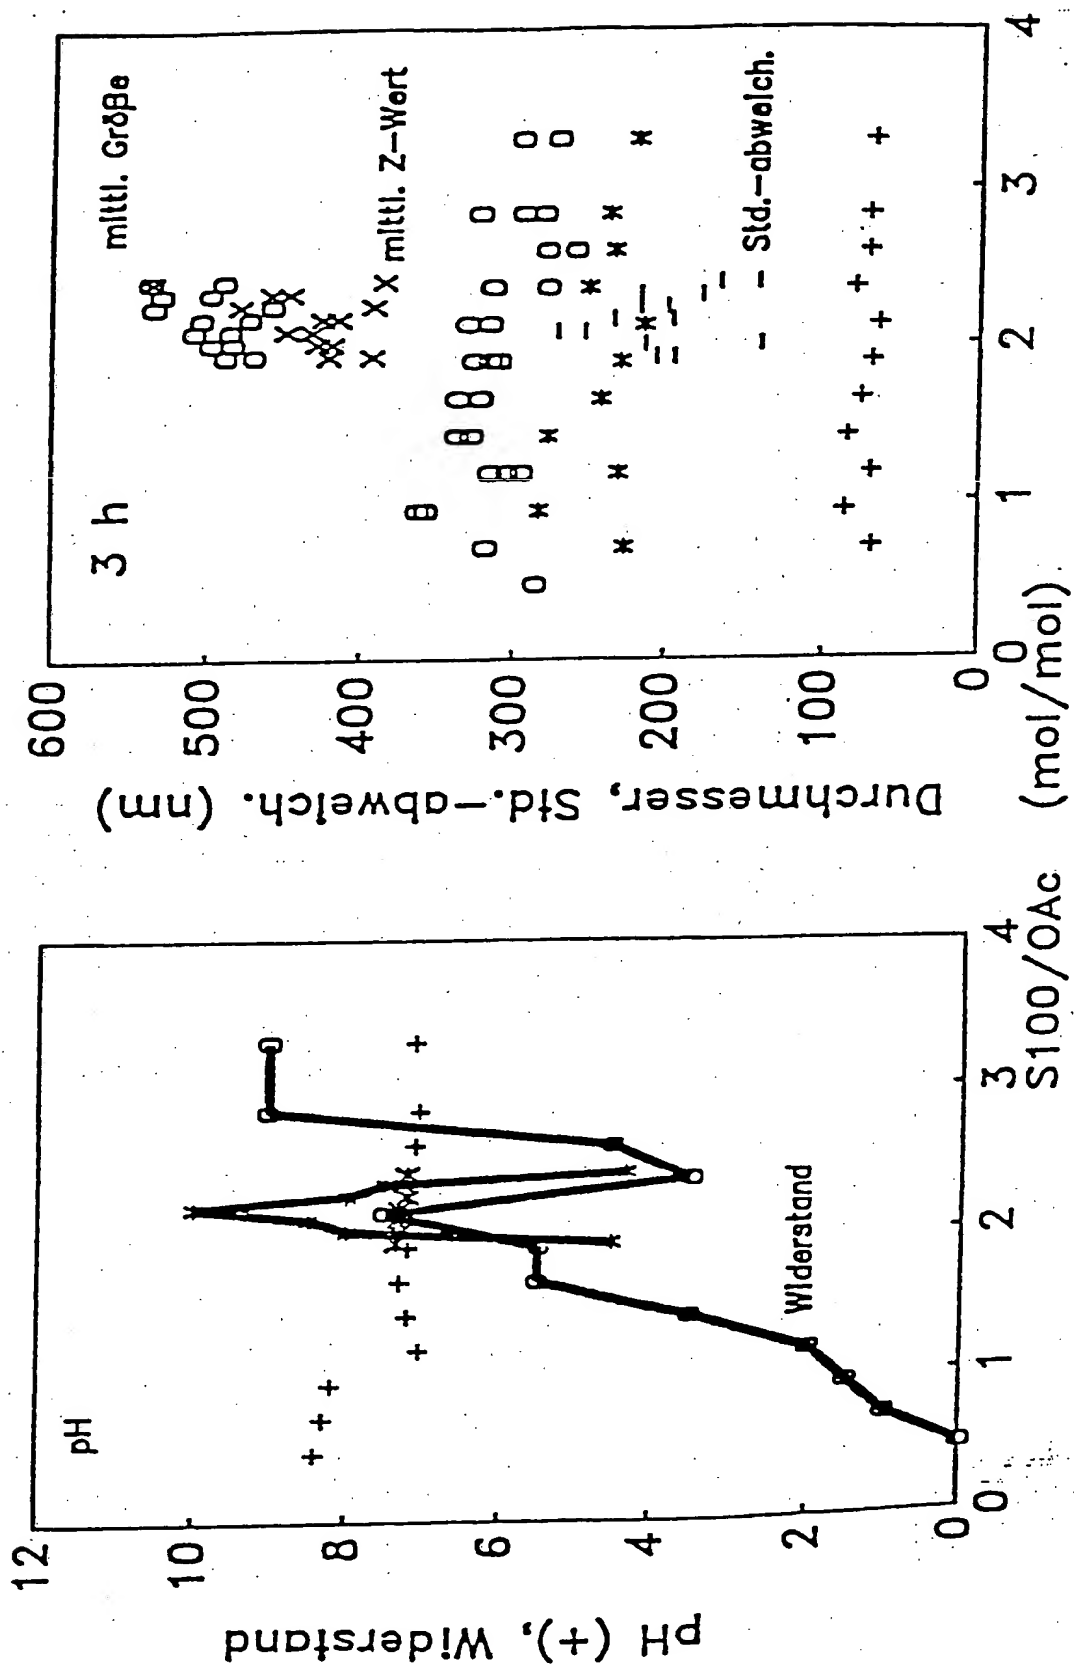 pH (+), Widerstand
12
10
8
6
4
2
0
pH
Widerstand
0
1
2
3
4
S100/OAc (mol/mol)
Durchmesser, Std.-abweich. (nm)
600
500
400
300
200
100
0
3 h
mittl. Größe
mittl. Z-Wert
Std.-abweich.
0
1
2
3
4